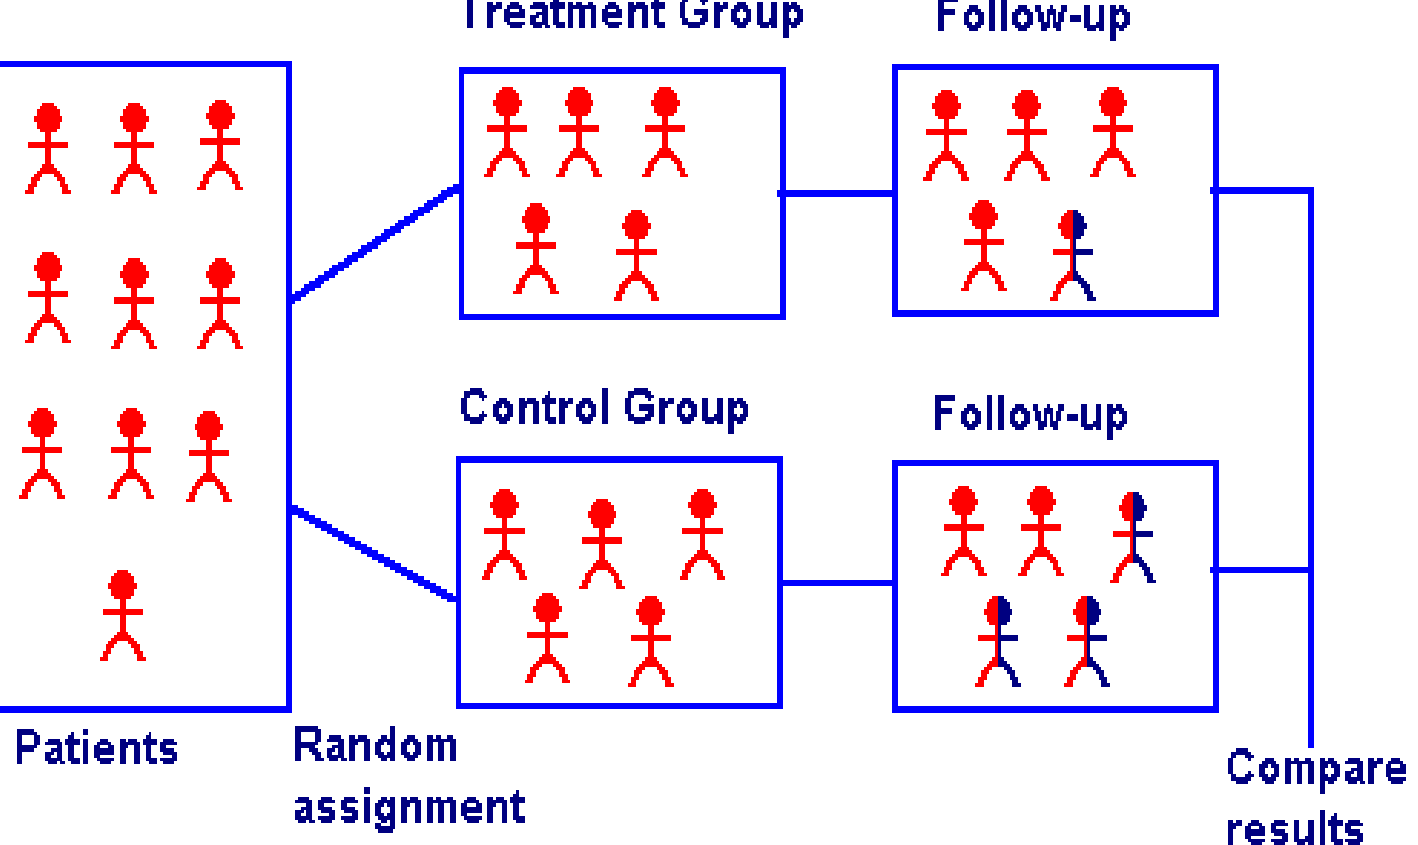 Treatment Group
Follow-up
Control Group
Follow-up
Patients
Random
assignment
Compare
results